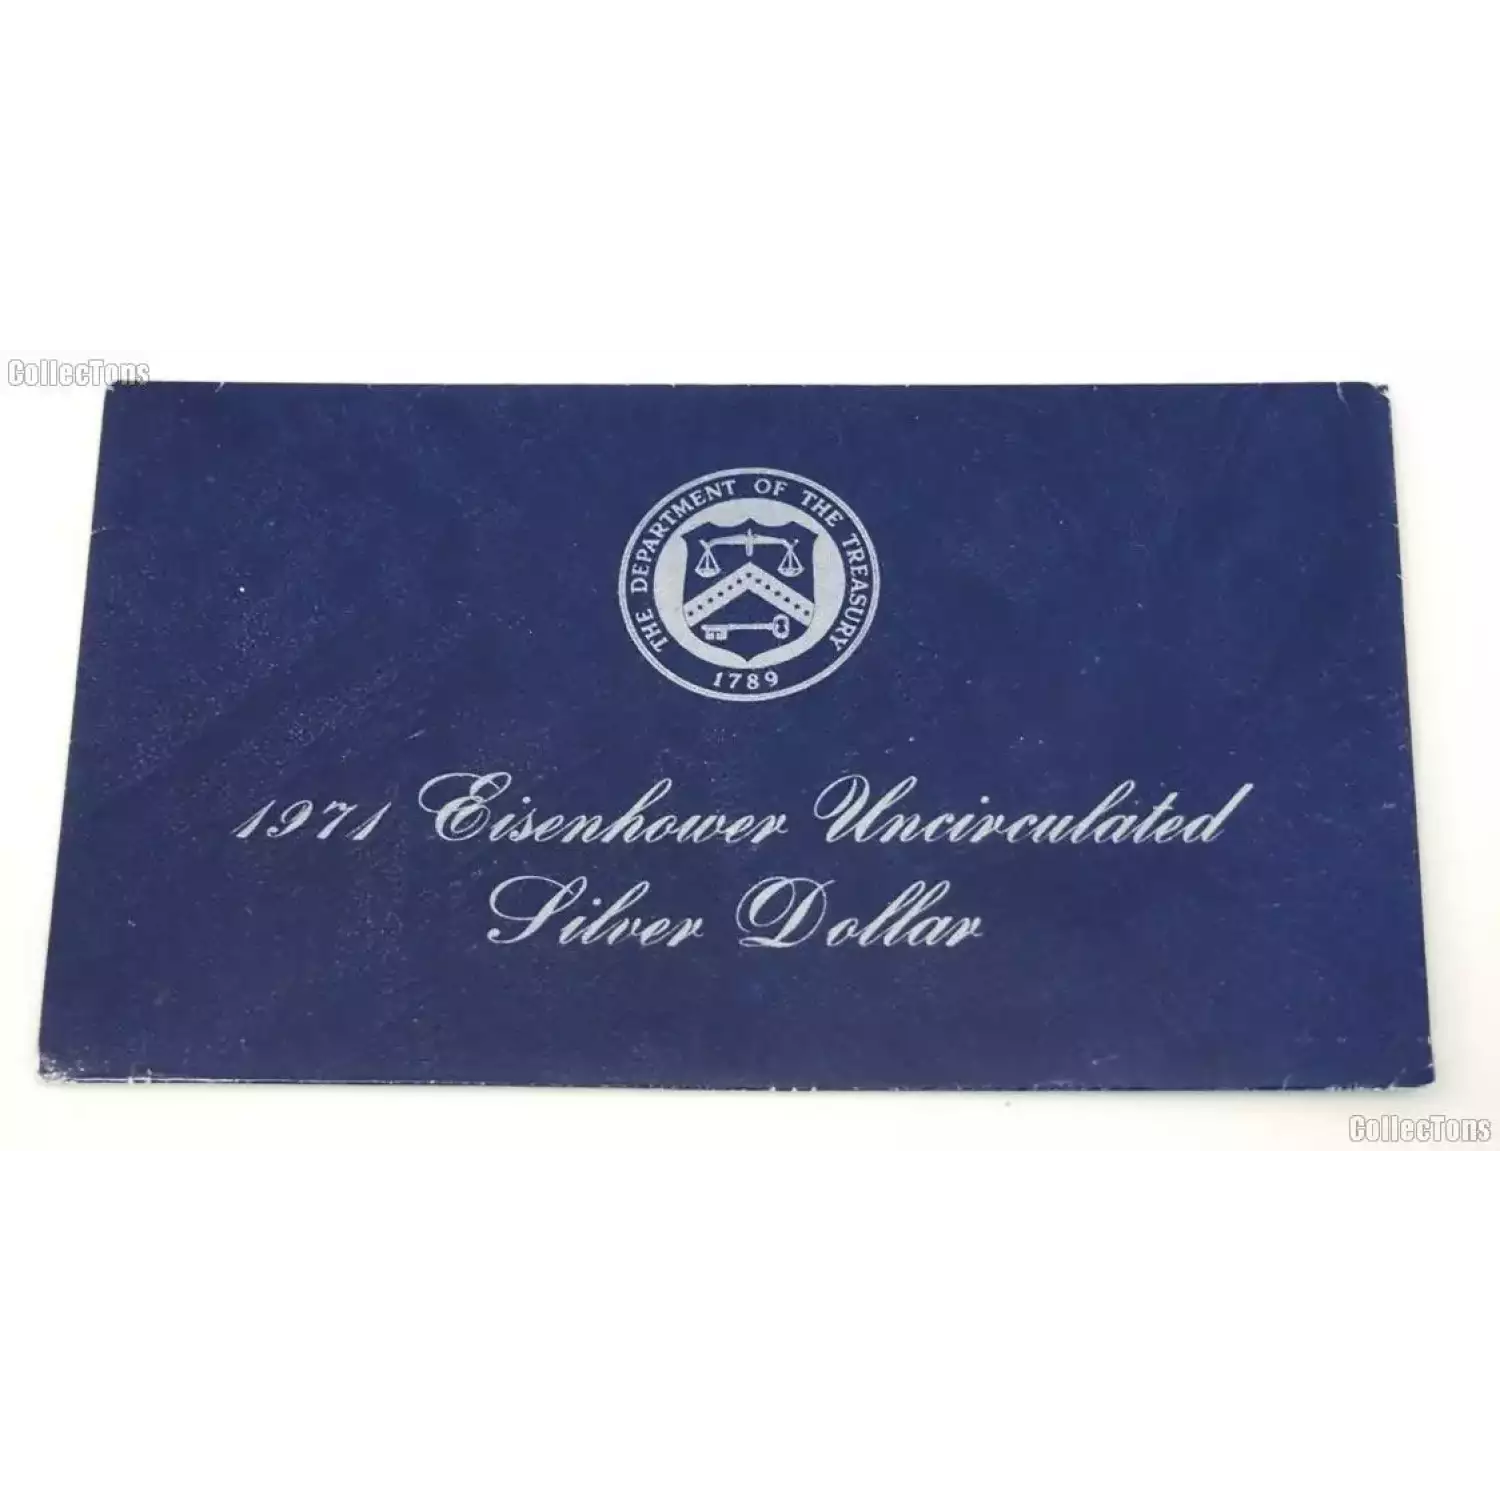 CollecTons
THE DEPARTMENT OF THE TREASURY
1789
1971 Eisenhower Uncirculated
Silver Dollar
CollecTons